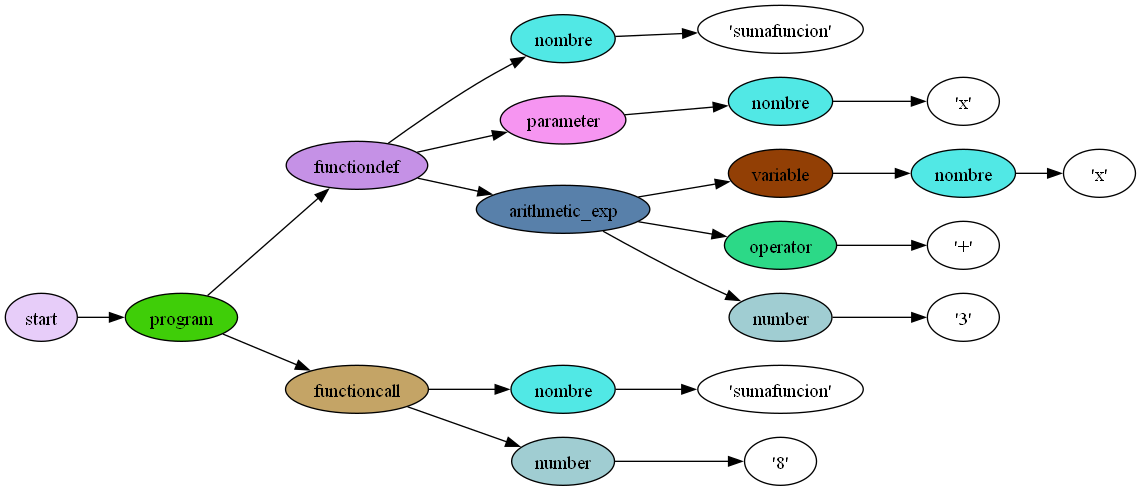 nombre
'sumafuncion'
parameter
nombre
'x'
functiondef
variable
nombre
'x'
arithmetic_exp
operator
'+'
start
program
number
'3'
functioncall
nombre
'sumafuncion'
number
'8'